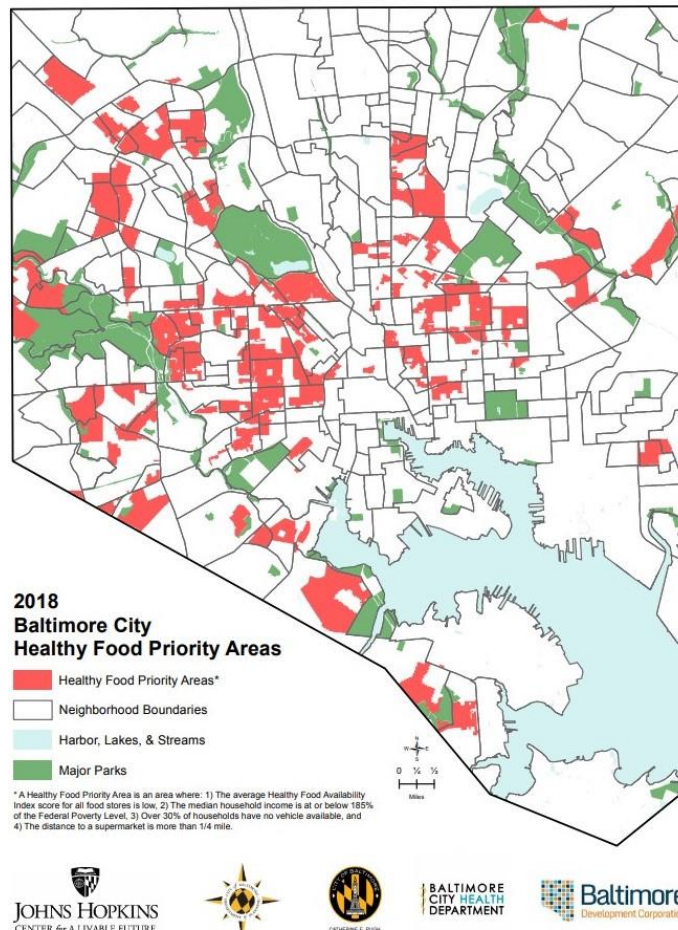 2018
Baltimore City
Healthy Food Priority Areas
Healthy Food Priority Areas*
Neighborhood Boundaries
Harbor, Lakes, & Streams
Major Parks
N
W E
S
0 ¼ ½
Miles
* A Healthy Food Priority Area is an area where: 1) The average Healthy Food Availability
Index score for all food stores is low, 2) The median household income is at or below 185%
of the Federal Poverty Level, 3) Over 30% of households have no vehicle available, and
4) The distance to a supermarket is more than 1/4 mile.
JOHNS HOPKINS
CENTER for A LIVABLE FUTURE
CITY OF BALTIMORE
CATHERINE E. PUGH
BALTIMORE
CITY HEALTH
DEPARTMENT
Baltimore
Development Corporation